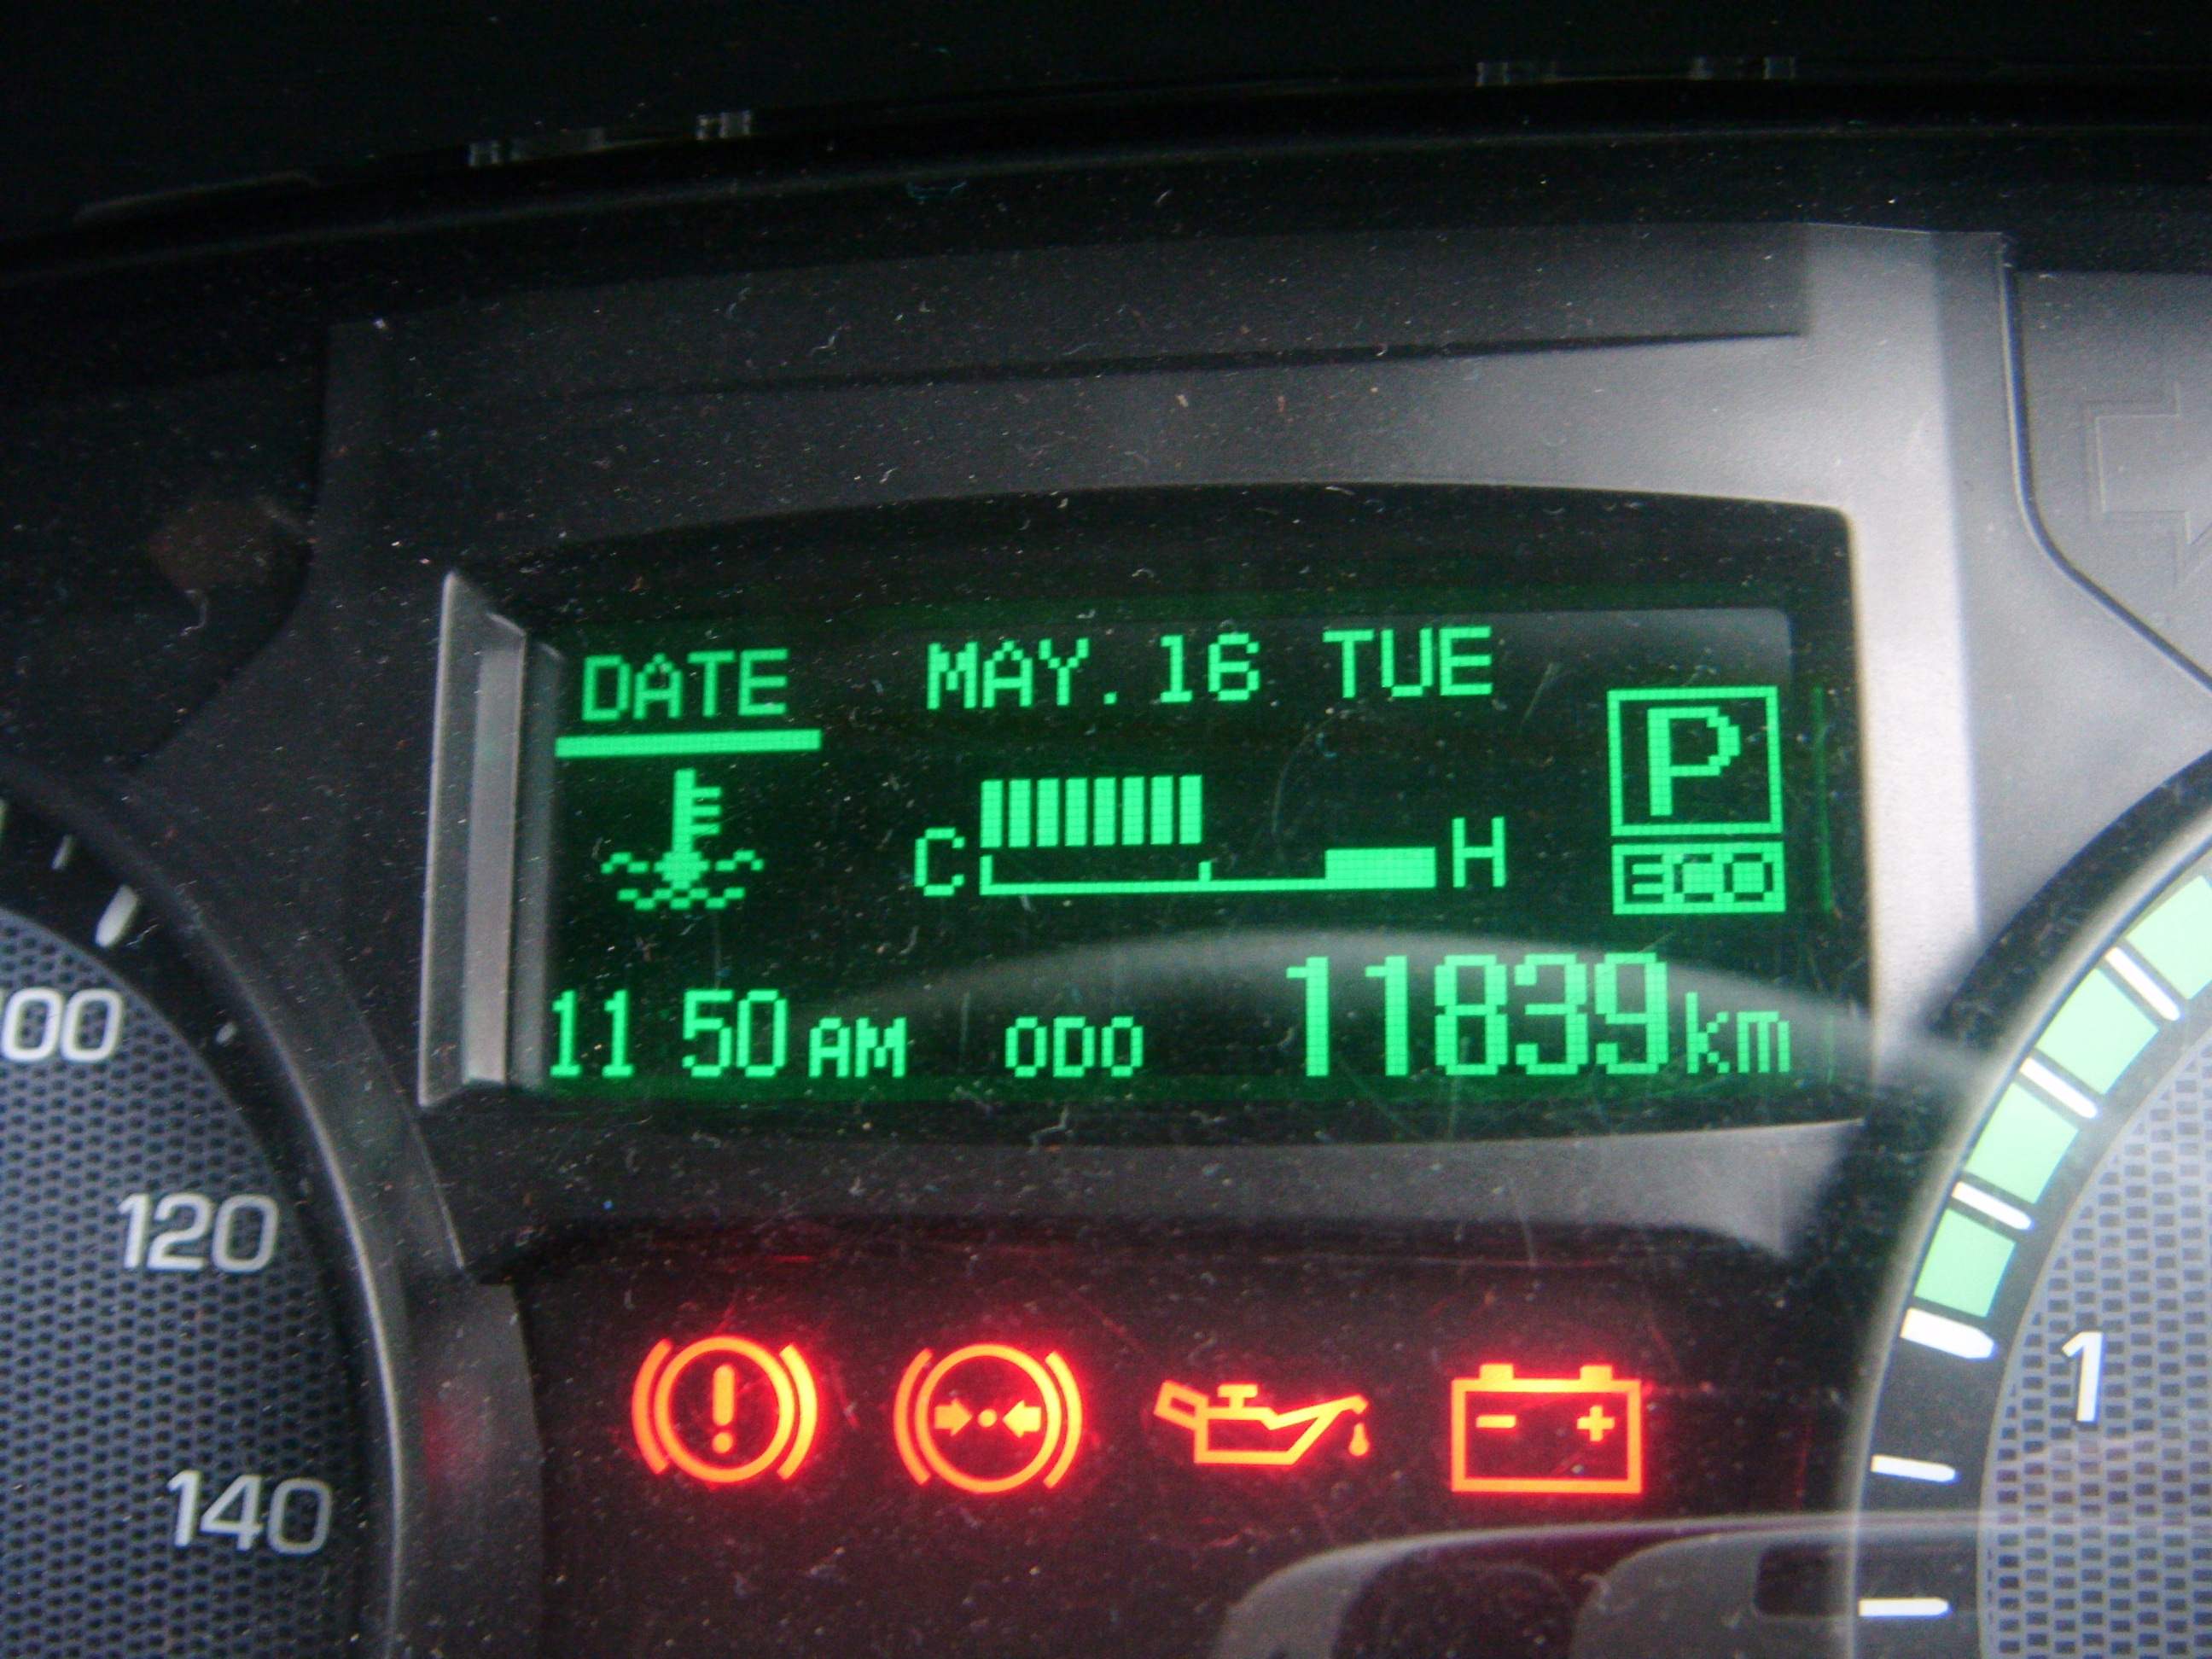 DATE MAY.16 TUE
P
C H
ECO
11 50 AM ODO 11839 km
00
120
140
1